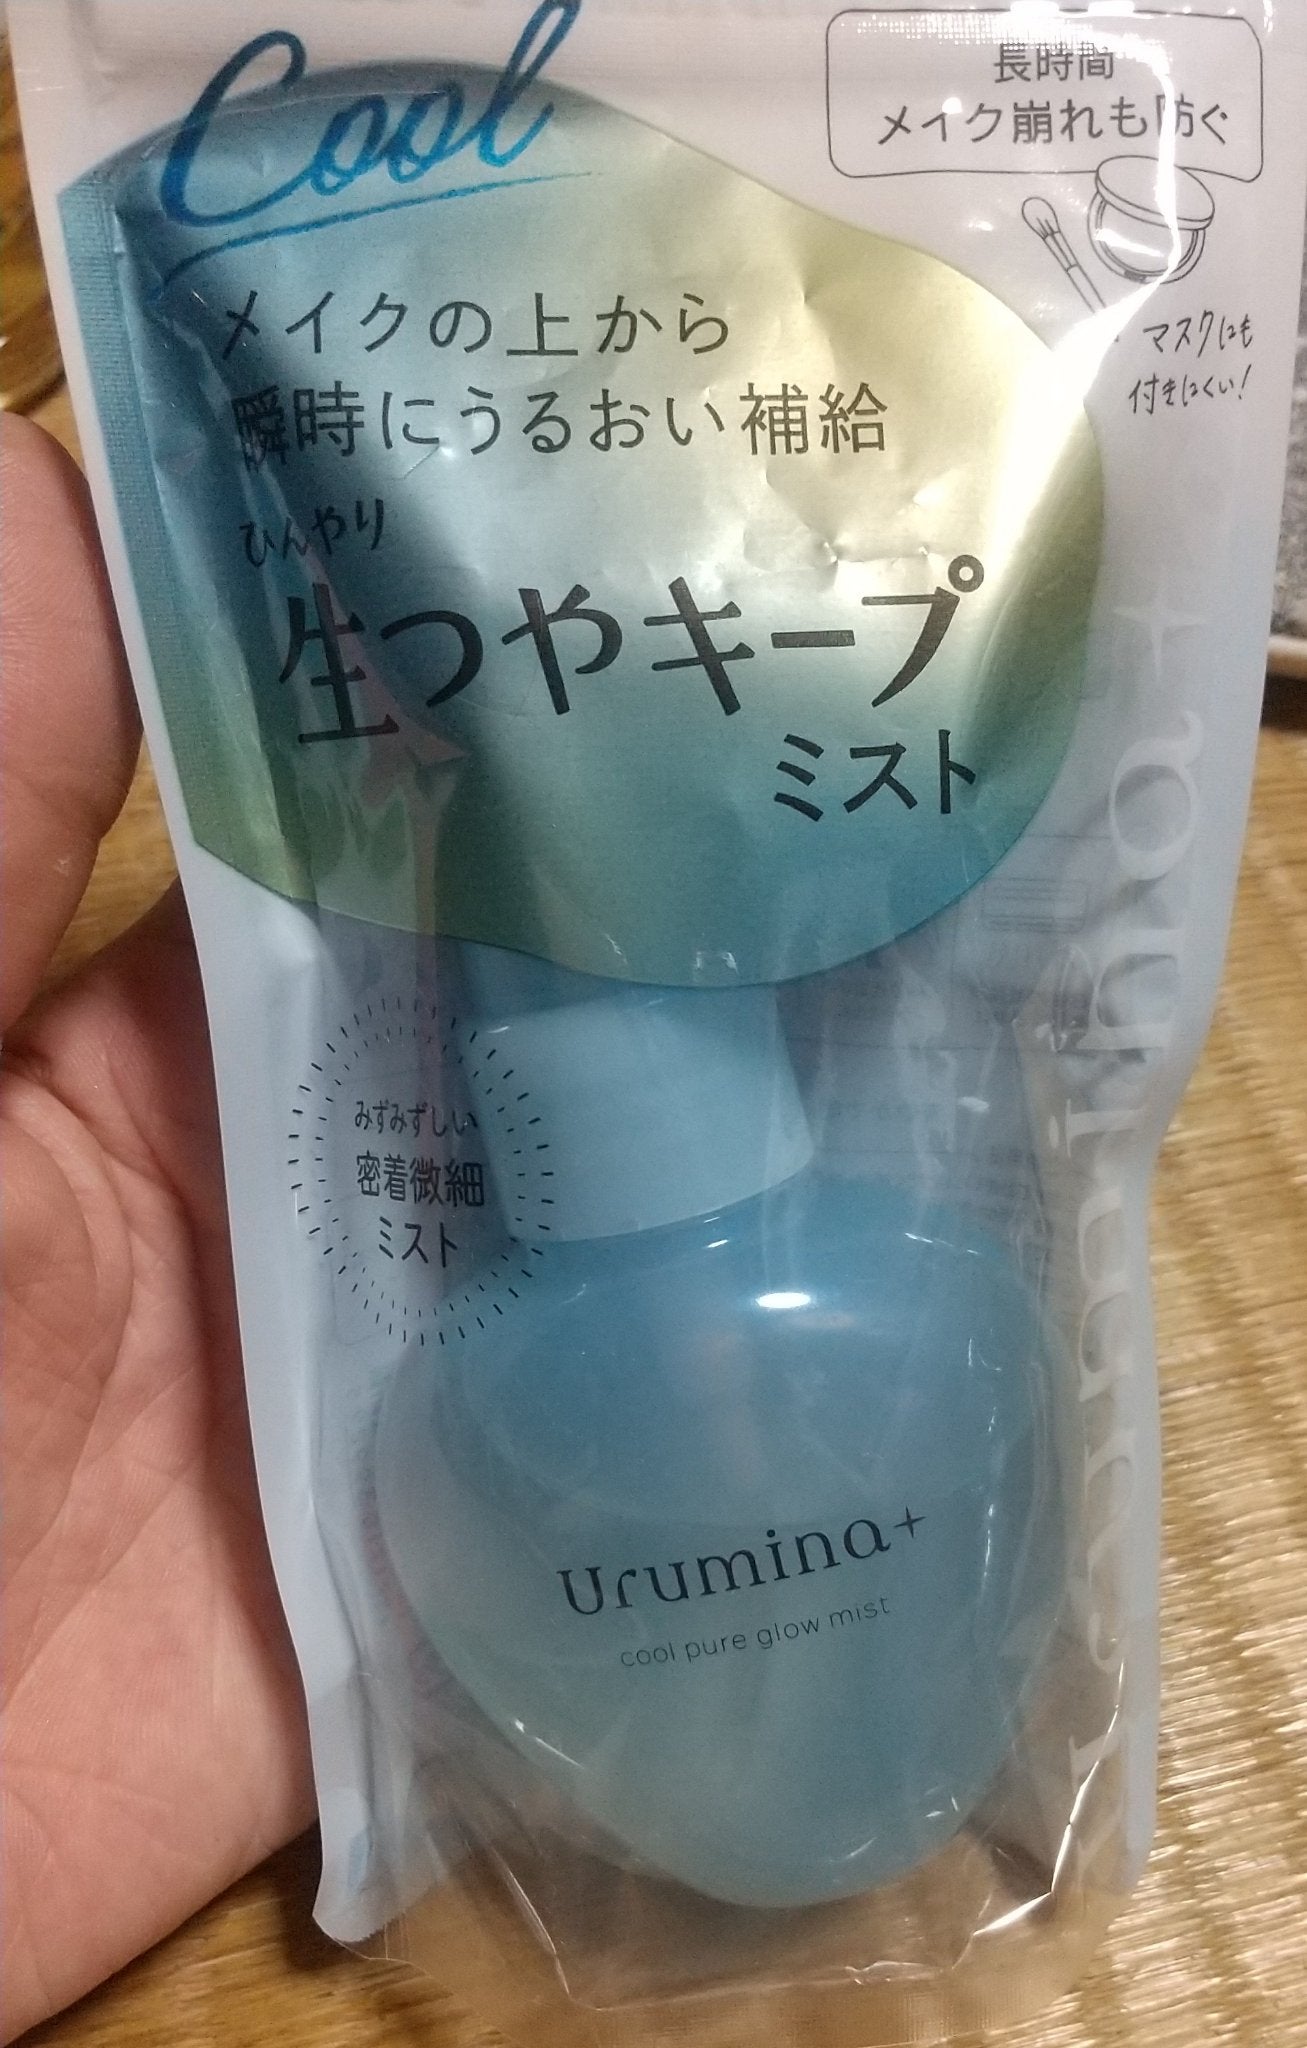 Cool
長時間
メイク崩れも防ぐ
マスクにも
付きにくい！
メイクの上から
瞬時にうるおい補給
ひんやり
生つやキープ
ミスト
みずみずしい
密着微細
ミスト
Urumina+
cool pure glow mist
Urumina+